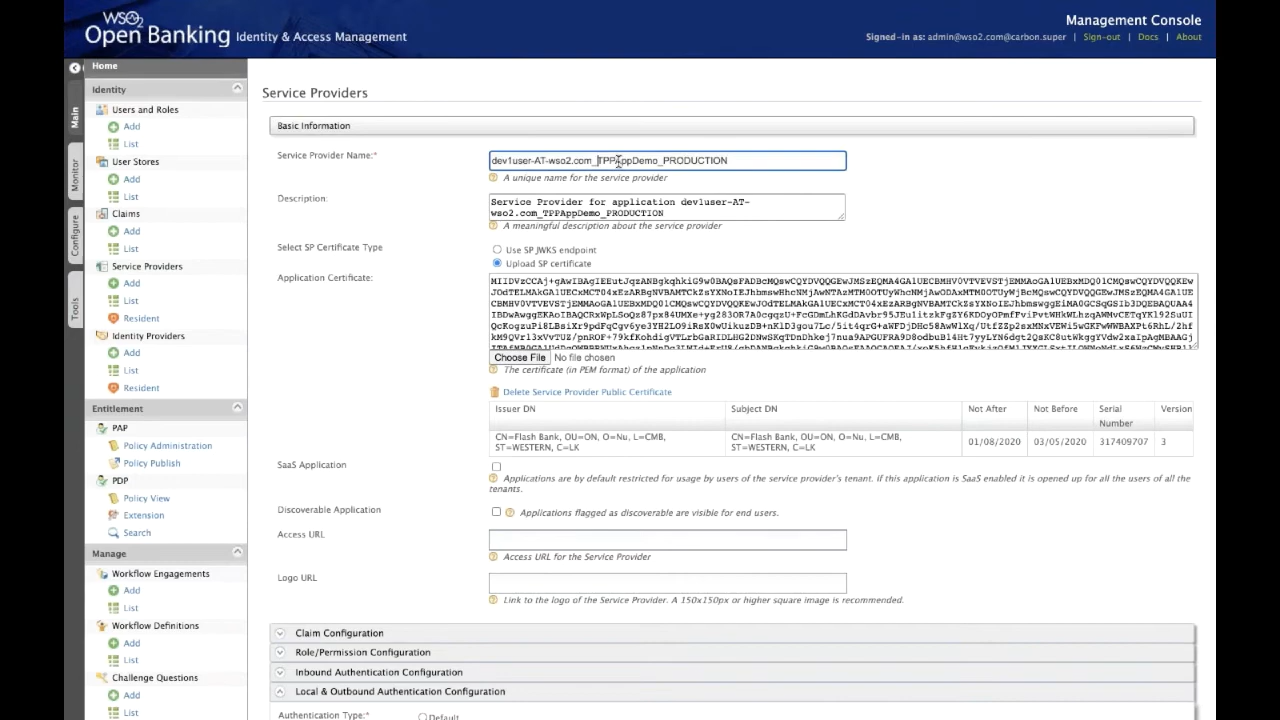 WSO2
Open Banking Identity & Access Management
Management Console
Signed-in as: admin@wso2.com@carbon.super | Sign-out | Docs | About
Main
Monitor
Configure
Tools
Home
Identity
Users and Roles
Add
List
User Stores
Add
List
Claims
Add
List
Service Providers
Add
List
Resident
Identity Providers
Add
List
Resident
Entitlement
PAP
Policy Administration
Policy Publish
PDP
Policy View
Extension
Search
Manage
Workflow Engagements
Add
List
Workflow Definitions
Add
List
Challenge Questions
Add
List
Service Providers
Basic Information
Service Provider Name:* dev1user-AT-wso2.com_TPPAppDemo_PRODUCTION
A unique name for the service provider
Description: Service Provider for application dev1user-AT-
wso2.com_TPPAppDemo_PRODUCTION
A meaningful description about the service provider
Select SP Certificate Type
Use SP JWKS endpoint
Upload SP certificate
Application Certificate:
Choose File No file chosen
The certificate (in PEM format) of the application
Delete Service Provider Public Certificate
Issuer DN Subject DN Not After Not Before Serial Number Version
CN=Flash Bank, OU=ON, O=Nu, L=CMB, ST=WESTERN, C=LK CN=Flash Bank, OU=ON, O=Nu, L=CMB, ST=WESTERN, C=LK 01/08/2020 03/05/2020 317409707 3
SaaS Application
Applications are by default restricted for usage by users of the service provider's tenant. If this application is SaaS enabled it is opened up for all the users of all the
tenants.
Discoverable Application
Applications flagged as discoverable are visible for end users.
Access URL
Access URL for the Service Provider
Logo URL
Link to the logo of the Service Provider. A 150x150px or higher square image is recommended.
Claim Configuration
Role/Permission Configuration
Inbound Authentication Configuration
Local & Outbound Authentication Configuration
Authentication Type:* Default